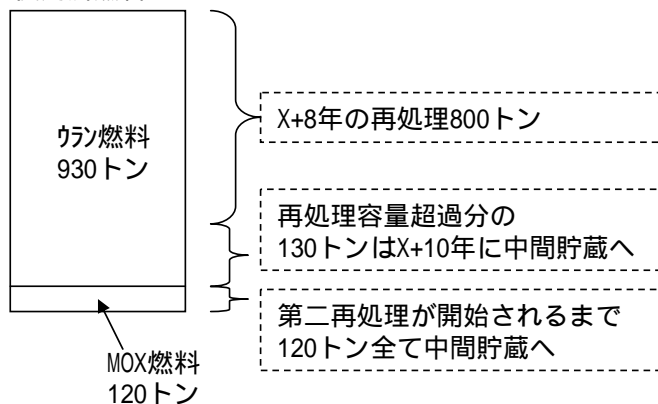 ウラン燃料
930トン
X+8年の再処理800トン
再処理容量超過分の
130トンはX+10年に中間貯蔵へ
第二再処理が開始されるまで
120トン全て中間貯蔵へ
MOX燃料
120トン